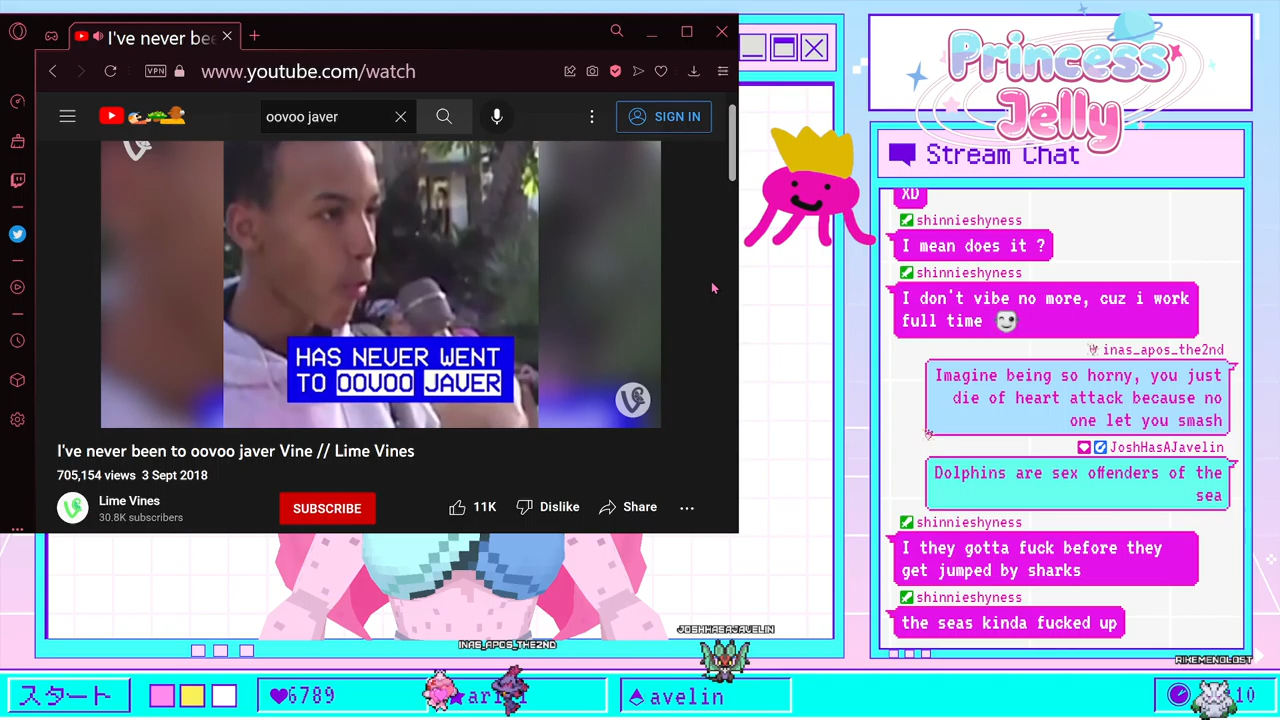 I've never bee
VPN
www.youtube.com/watch
oovoo javer
SIGN IN
HAS NEVER WENT
TO OOVOO JAVER
I've never been to oovoo javer Vine // Lime Vines
705,154 views 3 Sept 2018
Lime Vines
30.8K subscribers
SUBSCRIBE
11K
Dislike
Share
Princess
Jelly
Stream Chat
XD
shinnieshyness
I mean does it ?
shinnieshyness
I don't vibe no more, cuz i work
full time
inas_apos_the2nd
Imagine being so horny, you just
die of heart attack because no
one let you smash
JoshHasAJavelin
Dolphins are sex offenders of the
sea
shinnieshyness
I they gotta fuck before they
get jumped by sharks
shinnieshyness
the seas kinda fucked up
INAS_APOS_THE2ND
JOSHHASAJAVELIN
RIKEMENOLOST
スタート
6789
avelin
10